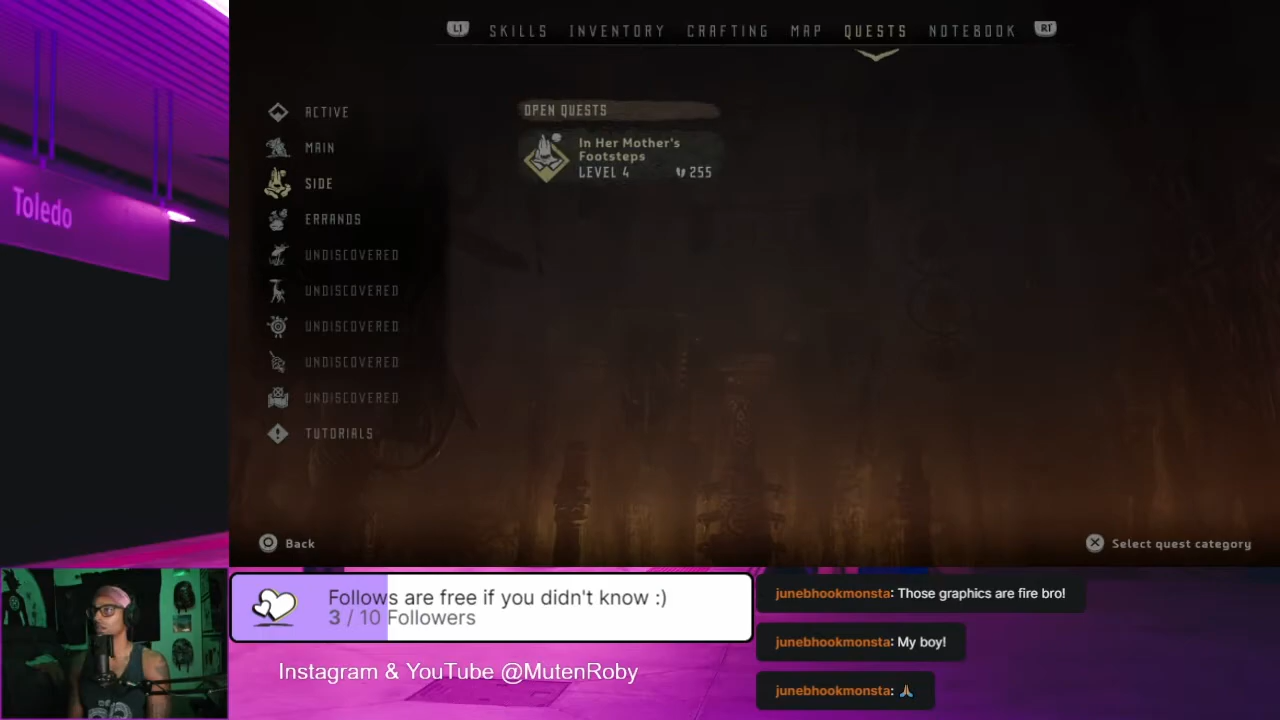 L1 SKILLS INVENTORY CRAFTING MAP QUESTS NOTEBOOK R1
ACTIVE
MAIN
SIDE
ERRANDS
UNDISCOVERED
UNDISCOVERED
UNDISCOVERED
UNDISCOVERED
UNDISCOVERED
TUTORIALS
OPEN QUESTS
In Her Mother's
Footsteps
LEVEL 4 255
Toledo
Back
Select quest category
Follows are free if you didn't know :)
3 / 10 Followers
Instagram & YouTube @MutenRoby
junebhookmonsta: Those graphics are fire bro!
junebhookmonsta: My boy!
junebhookmonsta: 🙏🏽